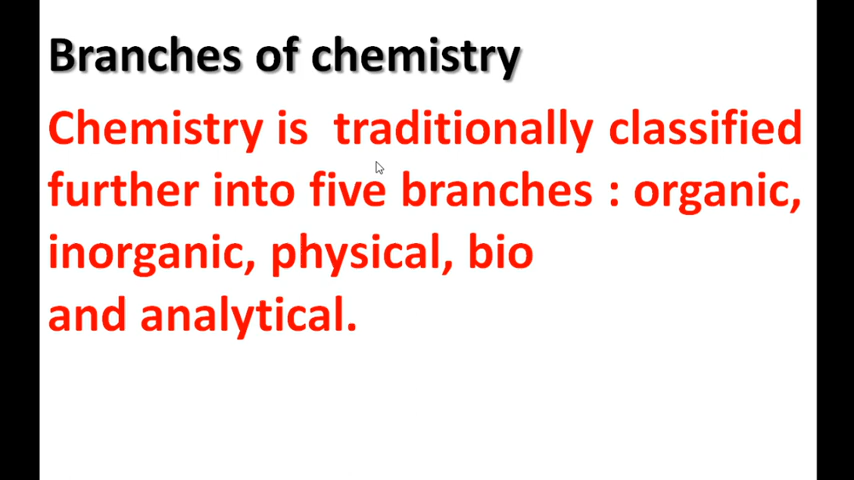 Branches of chemistry
Chemistry is traditionally classified
further into five branches : organic,
inorganic, physical, bio
and analytical.